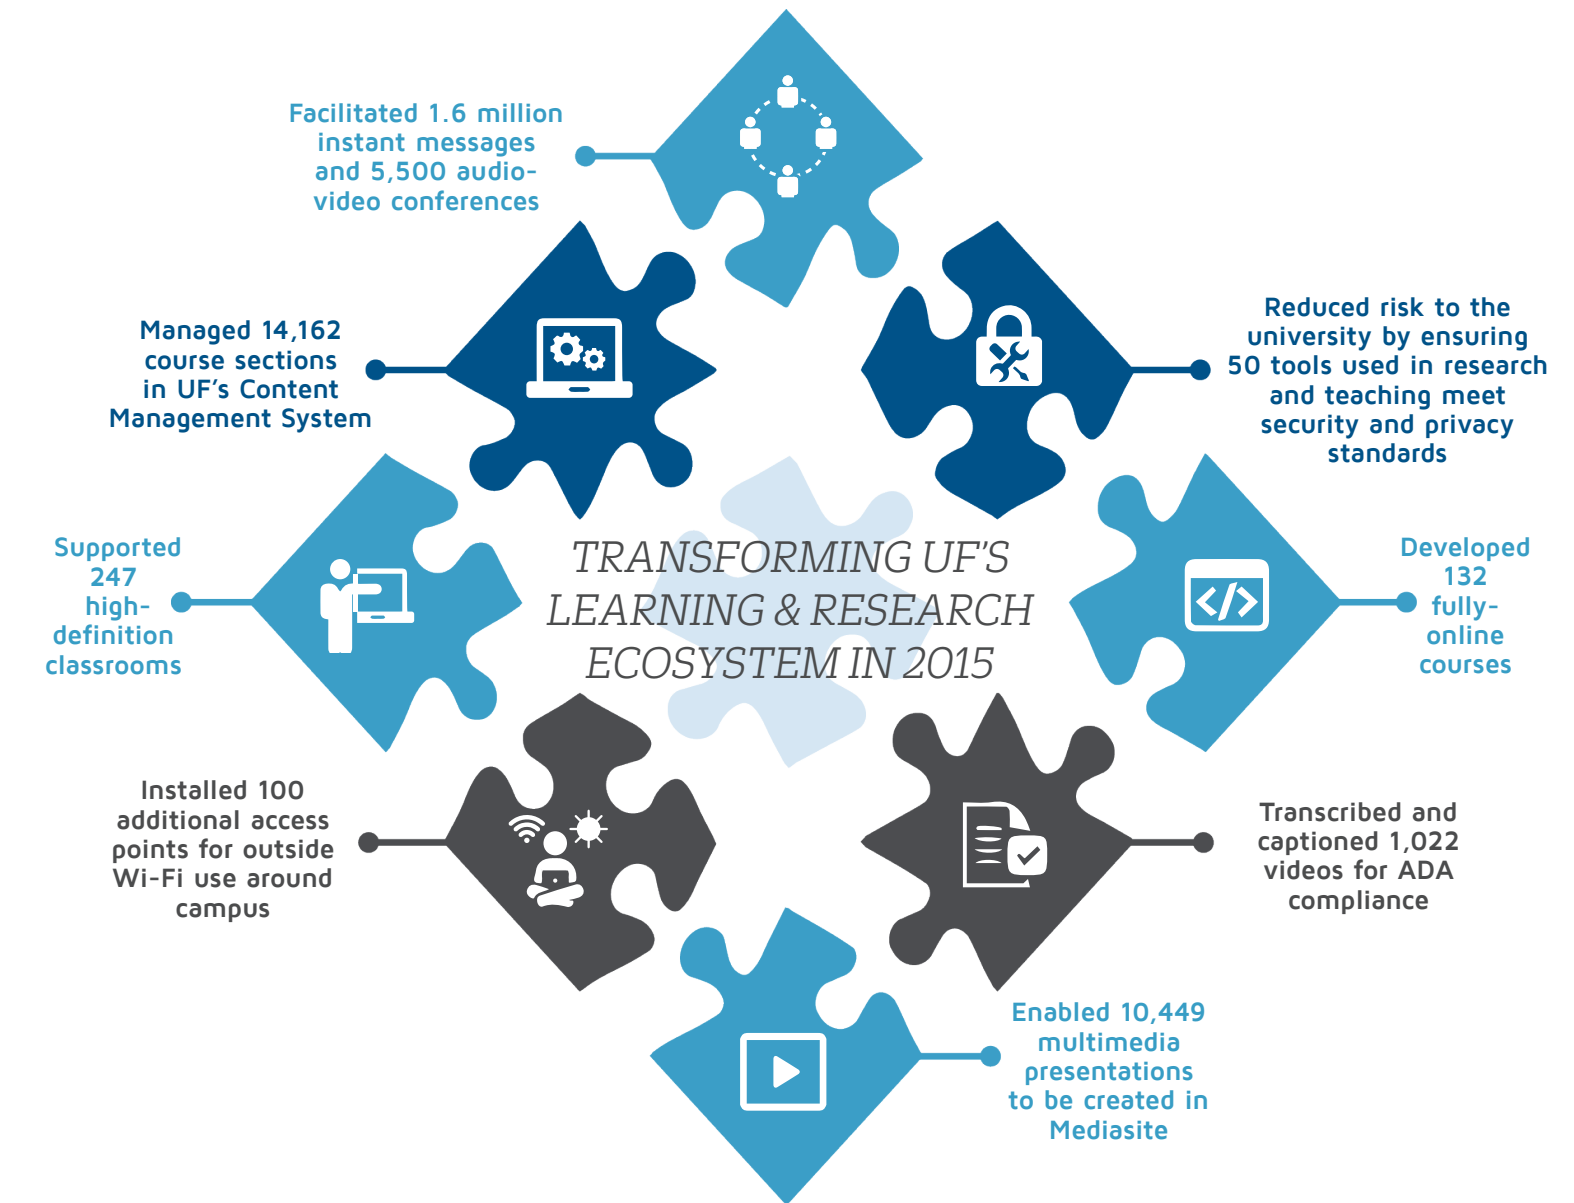 Facilitated 1.6 million
instant messages
and 5,500 audio-
video conferences
Managed 14,162
course sections
in UF's Content
Management System
Reduced risk to the
university by ensuring
50 tools used in research
and teaching meet
security and privacy
standards
Supported
247
high-
definition
classrooms
TRANSFORMING UF'S
LEARNING & RESEARCH
ECOSYSTEM IN 2015
</>
Developed
132
fully-
online
courses
Installed 100
additional access
points for outside
Wi-Fi use around
campus
Transcribed and
captioned 1,022
videos for ADA
compliance
Enabled 10,449
multimedia
presentations
to be created in
Mediasite